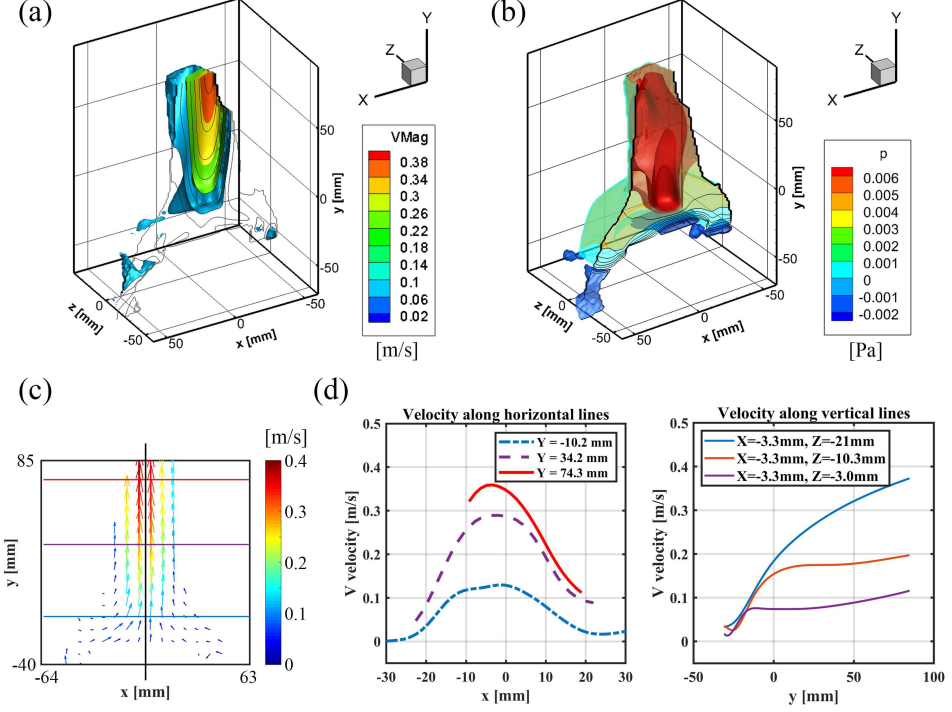 (a)
Y
Z
X
50
0
-50
y [mm]
VMag
0.38
0.34
0.3
0.26
0.22
0.18
0.14
0.1
0.06
0.02
[m/s]
z [mm]
0
-50
50
x [mm]
0
-50
(b)
Y
Z
X
50
0
-50
y [mm]
p
0.006
0.005
0.004
0.003
0.002
0.001
0
-0.001
-0.002
[Pa]
z [mm]
0
-50
50
x [mm]
0
-50
(c)
[m/s]
85
y [mm]
-40
-64
63
x [mm]
0.4
0.3
0.2
0.1
0
(d)
Velocity along horizontal lines
Y = -10.2 mm
Y = 34.2 mm
Y = 74.3 mm
0.5
0.4
0.3
0.2
0.1
0
V velocity [m/s]
-30 -20 -10 0 10 20 30
x [mm]
Velocity along vertical lines
X=-3.3mm, Z=-21mm
X=-3.3mm, Z=-10.3mm
X=-3.3mm, Z=-3.0mm
0.5
0.4
0.3
0.2
0.1
0
V velocity [m/s]
-50 0 50 100
y [mm]